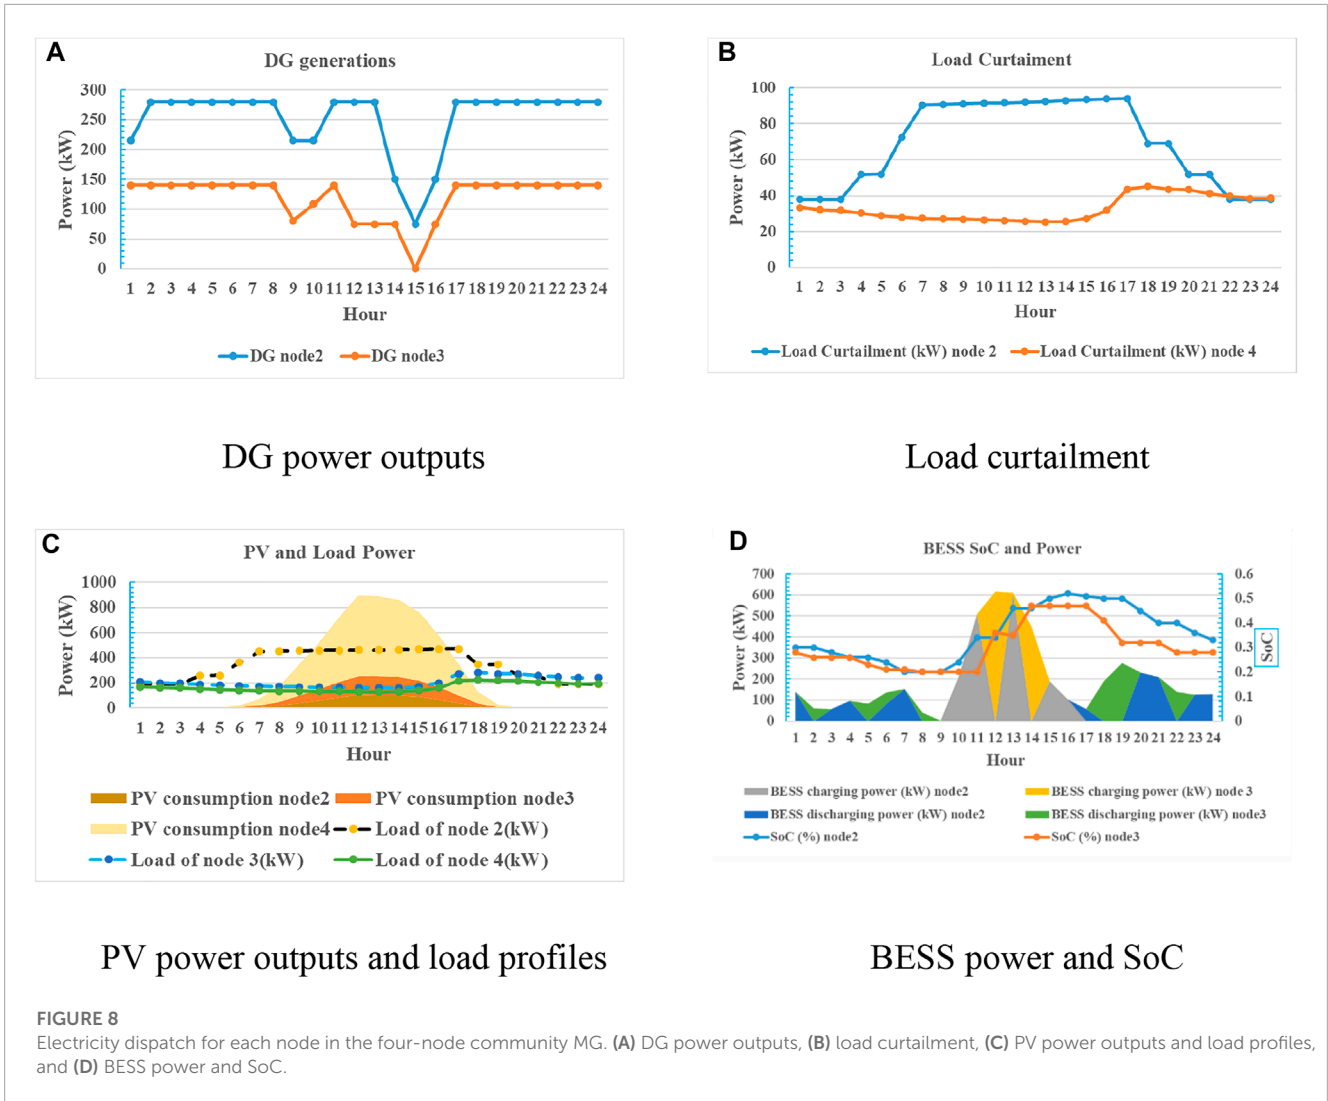 A
DG generations
300
250
200
150
100
50
0
Power (kW)
1 2 3 4 5 6 7 8 9 10 11 12 13 14 15 16 17 18 19 20 21 22 23 24
Hour
DG node2 DG node3
DG power outputs
B
Load Curtaiment
100
80
60
40
20
0
Power (kW)
1 2 3 4 5 6 7 8 9 10 11 12 13 14 15 16 17 18 19 20 21 22 23 24
Hour
Load Curtailment (kW) node 2 Load Curtailment (kW) node 4
Load curtailment
C
PV and Load Power
1000
800
600
400
200
0
Power (kW)
1 2 3 4 5 6 7 8 9 10 11 12 13 14 15 16 17 18 19 20 21 22 23 24
Hour
PV consumption node2 PV consumption node3
PV consumption node4 Load of node 2(kW)
Load of node 3(kW) Load of node 4(kW)
PV power outputs and load profiles
D
BESS SoC and Power
700
600
500
400
300
200
100
0
Power (kW)
0.6
0.5
0.4
0.3
0.2
0.1
0
SoC
1 2 3 4 5 6 7 8 9 10 11 12 13 14 15 16 17 18 19 20 21 22 23 24
Hour
BESS charging power (kW) node2 BESS charging power (kW) node 3
BESS discharging power (kW) node2 BESS discharging power (kW) node3
SoC (%) node2 SoC (%) node3
BESS power and SoC
FIGURE 8
Electricity dispatch for each node in the four-node community MG. (A) DG power outputs, (B) load curtailment, (C) PV power outputs and load profiles,
and (D) BESS power and SoC.